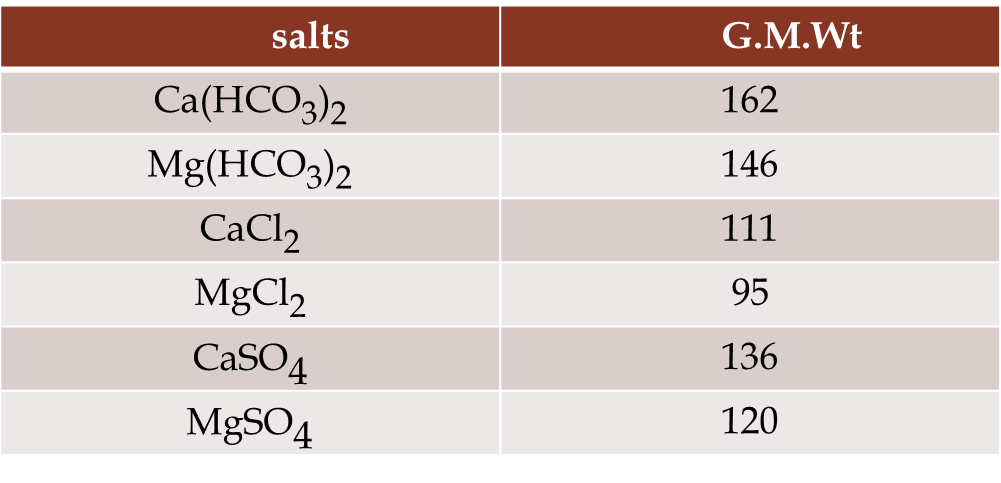 salts G.M.Wt
Ca(HCO₃)₂ 162
Mg(HCO₃)₂ 146
CaCl₂ 111
MgCl₂ 95
CaSO₄ 136
MgSO₄ 120